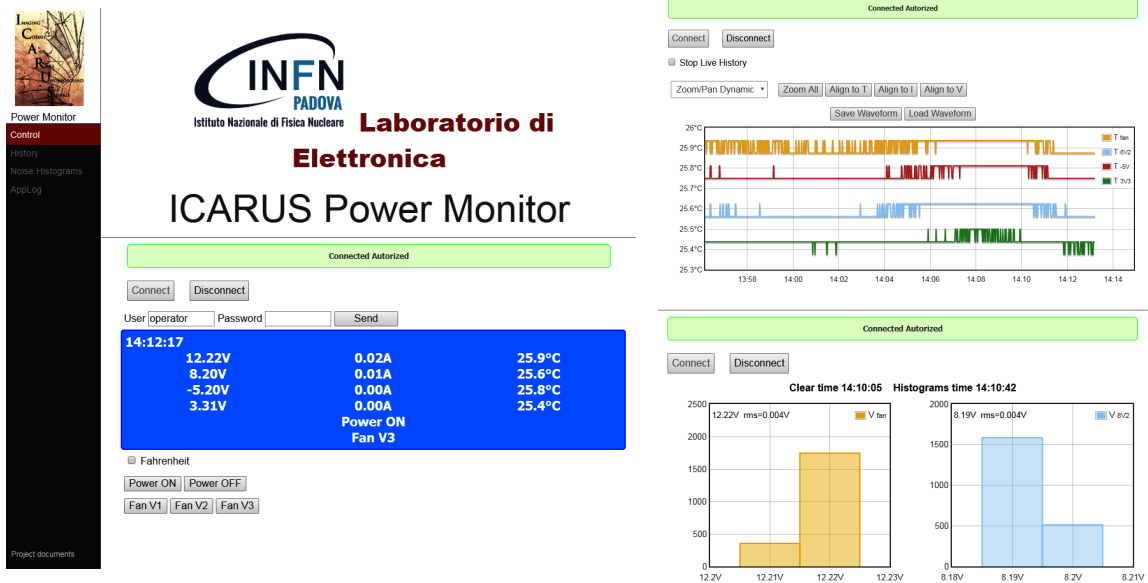 IMAGING
COSMIC
AND
RARE
UNDERGROUND
Power Monitor
Control
History
Noise Histograms
AppLog
Project documents
INFN
PADOVA
Istituto Nazionale di Fisica Nucleare
Laboratorio di
Elettronica
ICARUS Power Monitor
Connected Autorized
Connect Disconnect
User operator Password Send
14:12:17
12.22V 0.02A 25.9°C
8.20V 0.01A 25.6°C
-5.20V 0.00A 25.8°C
3.31V 0.00A 25.4°C
Power ON
Fan V3
Fahrenheit
Power ON Power OFF
Fan V1 Fan V2 Fan V3
Connected Autorized
Connect Disconnect
Stop Live History
Zoom/Pan Dynamic Zoom All Align to T Align to I Align to V
Save Waveform Load Waveform
26°C
25.9°C
25.8°C
25.7°C
25.6°C
25.5°C
25.4°C
25.3°C
T fan
T 8V2
T -5V
T 3V3
13:58 14:00 14:02 14:04 14:06 14:08 14:10 14:12 14:14
Connected Autorized
Connect Disconnect
Clear time 14:10:05 Histograms time 14:10:42
2500
2000
1500
1000
500
0
12.22V rms=0.004V V fan
12.2V 12.21V 12.22V 12.23V
2000
1500
1000
500
0
8.19V rms=0.004V V 8V2
8.18V 8.19V 8.2V 8.21V